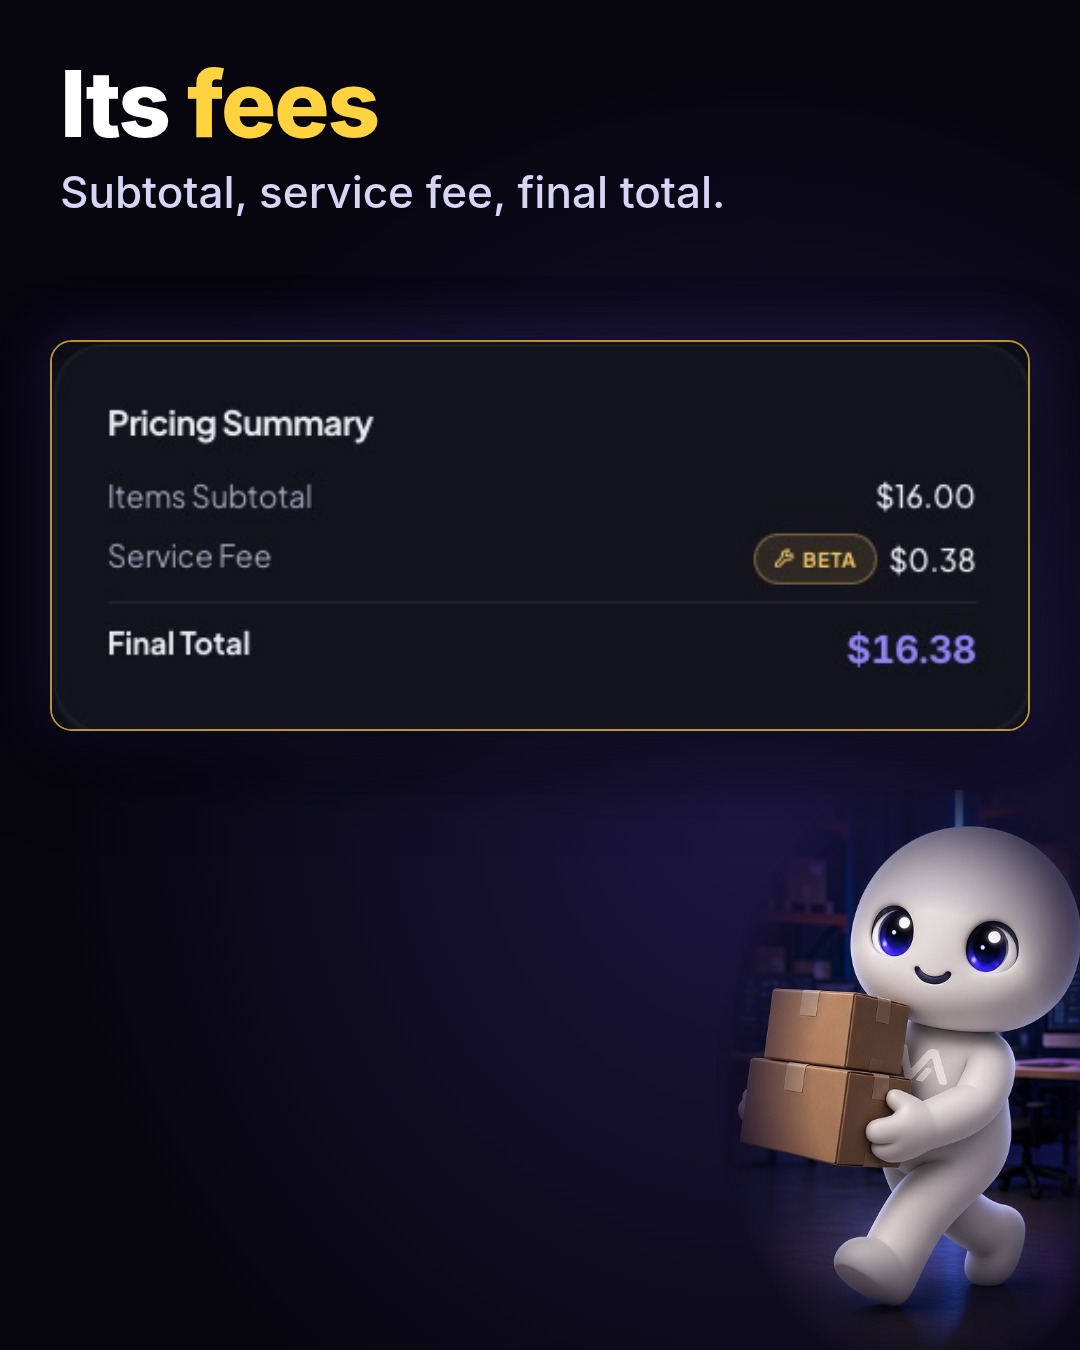 Its fees
Subtotal, service fee, final total.
Pricing Summary
Items Subtotal $16.00
Service Fee BETA $0.38
Final Total $16.38